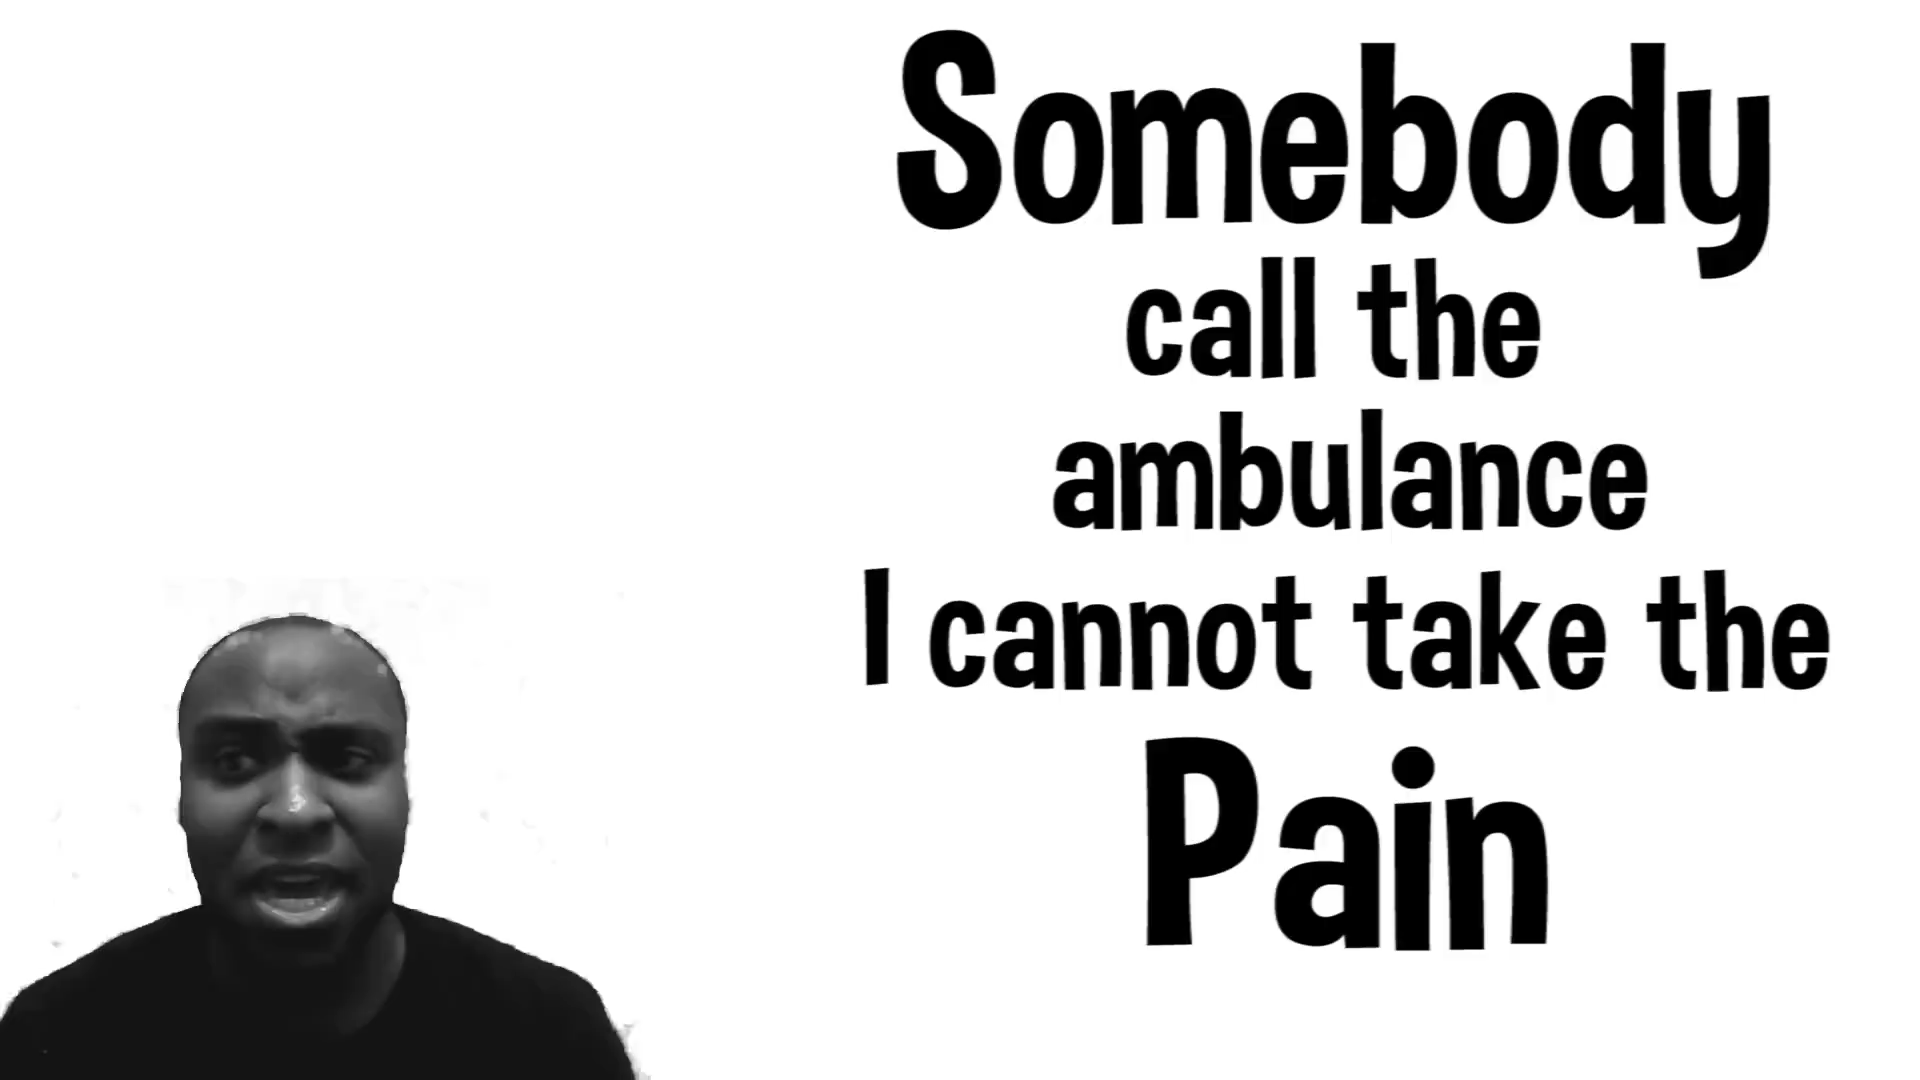 Somebody
call the
ambulance
I cannot take the
Pain